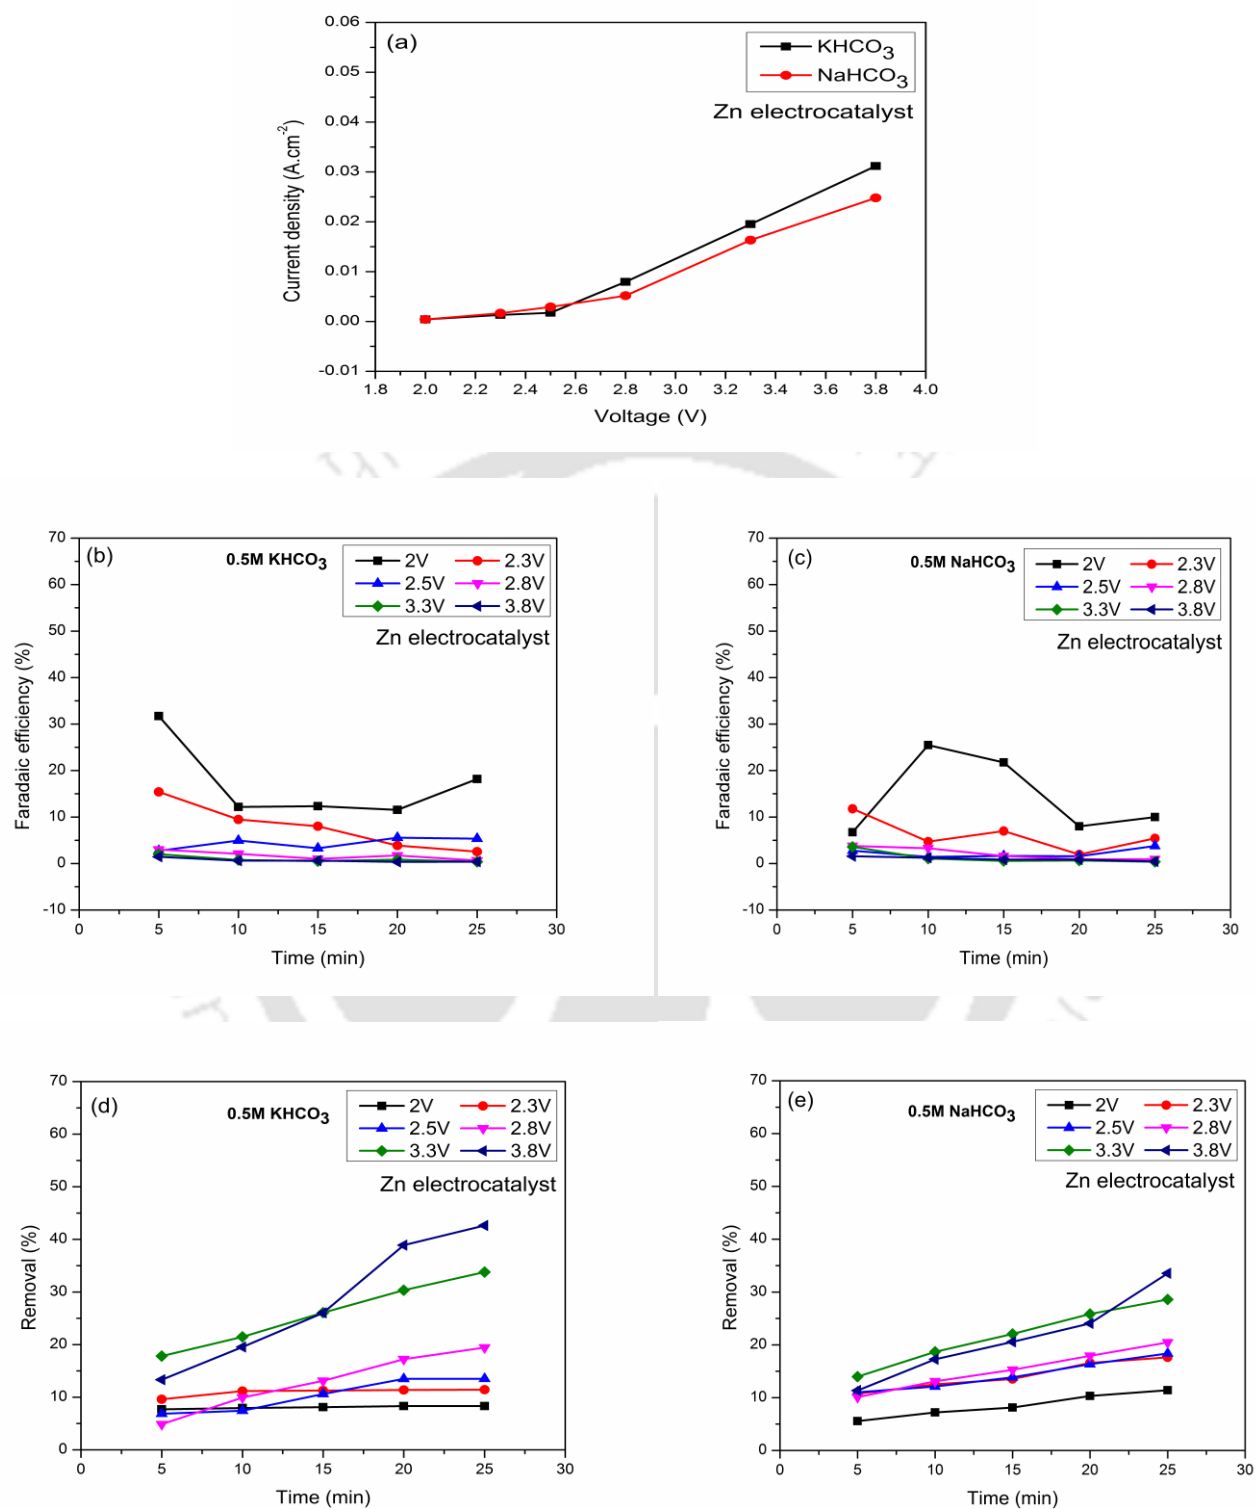 (a)
KHCO3
NaHCO3
Zn electrocatalyst
0.06
0.05
0.04
0.03
0.02
0.01
0.00
-0.01
Current density (A.cm-2)
1.8 2.0 2.2 2.4 2.6 2.8 3.0 3.2 3.4 3.6 3.8 4.0
Voltage (V)
(b)
0.5M KHCO3
2V 2.3V
2.5V 2.8V
3.3V 3.8V
Zn electrocatalyst
70
60
50
40
30
20
10
0
-10
Faradaic efficiency (%)
0 5 10 15 20 25 30
Time (min)
(c)
0.5M NaHCO3
2V 2.3V
2.5V 2.8V
3.3V 3.8V
Zn electrocatalyst
70
60
50
40
30
20
10
0
-10
Faradaic efficiency (%)
0 5 10 15 20 25 30
Time (min)
(d)
0.5M KHCO3
2V 2.3V
2.5V 2.8V
3.3V 3.8V
Zn electrocatalyst
70
60
50
40
30
20
10
0
Removal (%)
0 5 10 15 20 25 30
Time (min)
(e)
0.5M NaHCO3
2V 2.3V
2.5V 2.8V
3.3V 3.8V
Zn electrocatalyst
70
60
50
40
30
20
10
0
Removal (%)
0 5 10 15 20 25 30
Time (min)